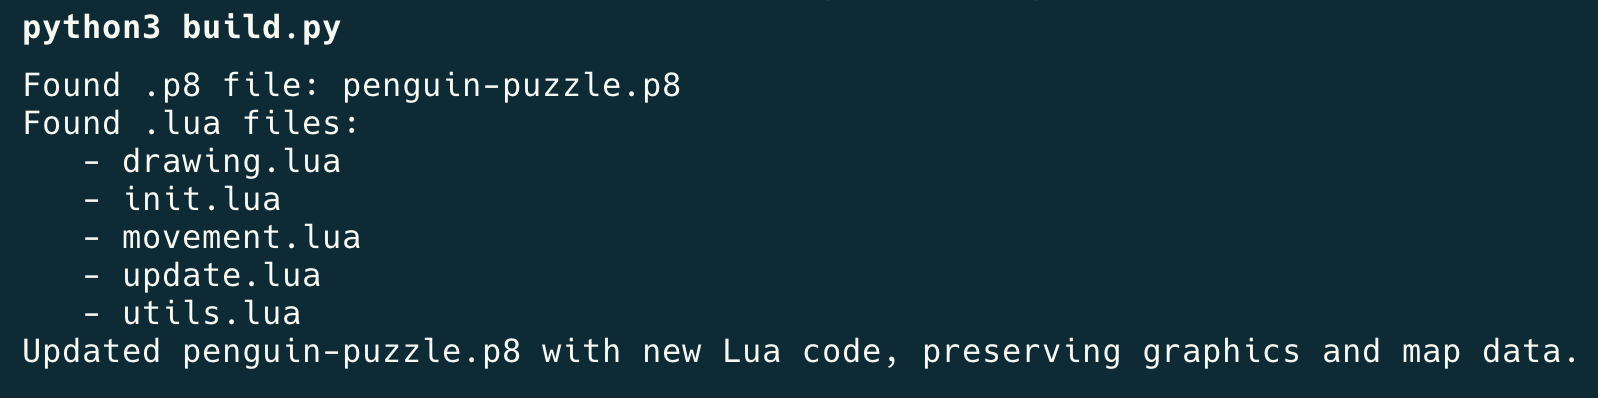 python3 build.py
Found .p8 file: penguin-puzzle.p8
Found .lua files:
   - drawing.lua
   - init.lua
   - movement.lua
   - update.lua
   - utils.lua
Updated penguin-puzzle.p8 with new Lua code, preserving graphics and map data.